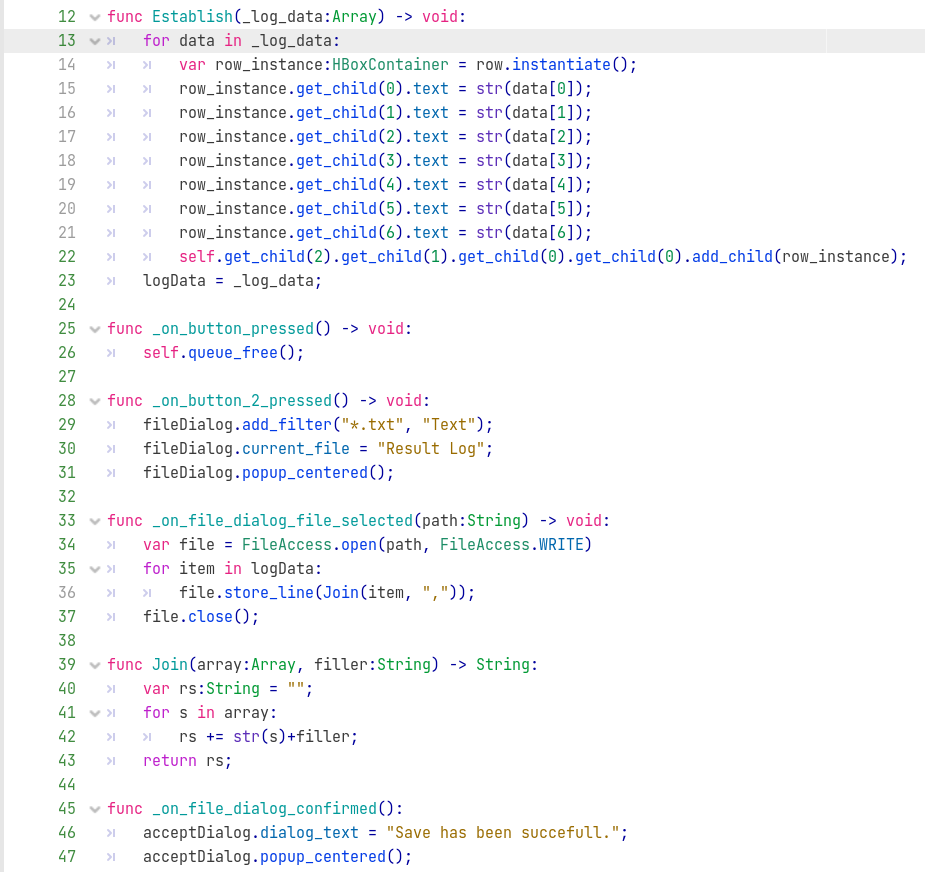 12 func Establish(_log_data:Array) -> void:
13 for data in _log_data:
14 var row_instance:HBoxContainer = row.instantiate();
15 row_instance.get_child(0).text = str(data[0]);
16 row_instance.get_child(1).text = str(data[1]);
17 row_instance.get_child(2).text = str(data[2]);
18 row_instance.get_child(3).text = str(data[3]);
19 row_instance.get_child(4).text = str(data[4]);
20 row_instance.get_child(5).text = str(data[5]);
21 row_instance.get_child(6).text = str(data[6]);
22 self.get_child(2).get_child(1).get_child(0).get_child(0).add_child(row_instance);
23 logData = _log_data;
24
25 func _on_button_pressed() -> void:
26 self.queue_free();
27
28 func _on_button_2_pressed() -> void:
29 fileDialog.add_filter("*.txt", "Text");
30 fileDialog.current_file = "Result Log";
31 fileDialog.popup_centered();
32
33 func _on_file_dialog_file_selected(path:String) -> void:
34 var file = FileAccess.open(path, FileAccess.WRITE)
35 for item in logData:
36 file.store_line(Join(item, ","));
37 file.close();
38
39 func Join(array:Array, filler:String) -> String:
40 var rs:String = "";
41 for s in array:
42 rs += str(s)+filler;
43 return rs;
44
45 func _on_file_dialog_confirmed():
46 acceptDialog.dialog_text = "Save has been succefull.";
47 acceptDialog.popup_centered();